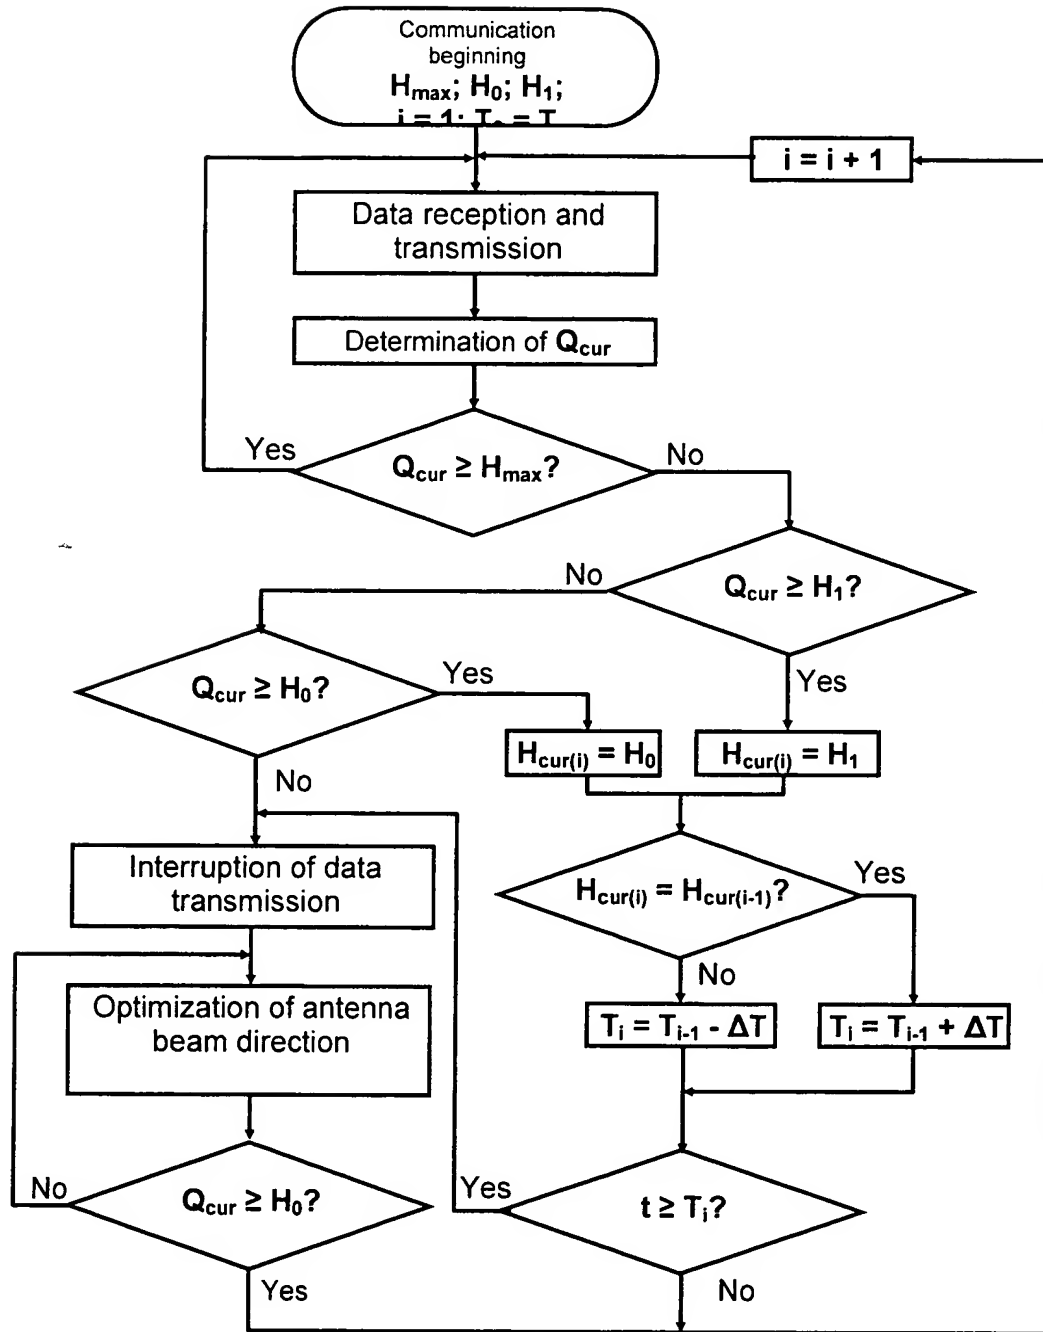 Communication
beginning
Hmax; H0; H1;
i = 1; T0 = T
i = i + 1
Data reception and
transmission
Determination of Qcur
Yes
Qcur ≥ Hmax?
No
No
Qcur ≥ H1?
Qcur ≥ H0?
Yes
Yes
Hcur(i) = H0
Hcur(i) = H1
No
Interruption of data
transmission
Hcur(i) = Hcur(i-1)?
Yes
No
Optimization of antenna
beam direction
Ti = Ti-1 - ΔT
Ti = Ti-1 + ΔT
No
Qcur ≥ H0?
Yes
t ≥ Ti?
Yes
No